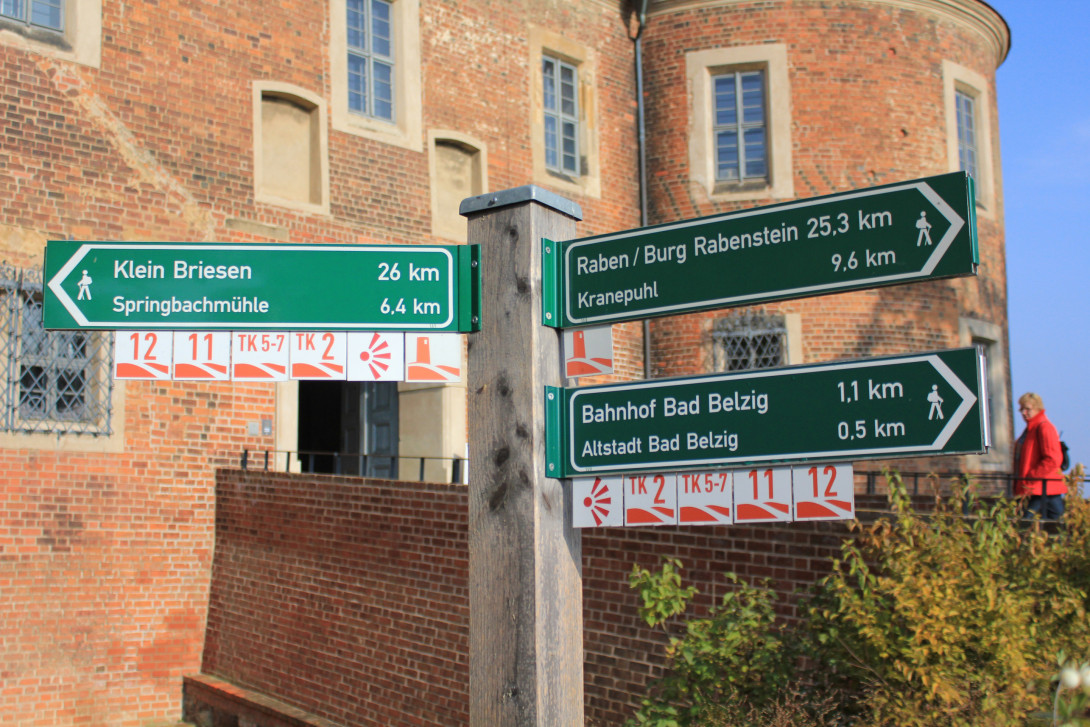 Klein Briesen 26 km
Springbachmühle 6,4 km
12 11 TK 5-7 TK 2
Raben / Burg Rabenstein 25,3 km
Kranepuhl 9,6 km
Bahnhof Bad Belzig 1,1 km
Altstadt Bad Belzig 0,5 km
TK 2 TK 5-7 11 12